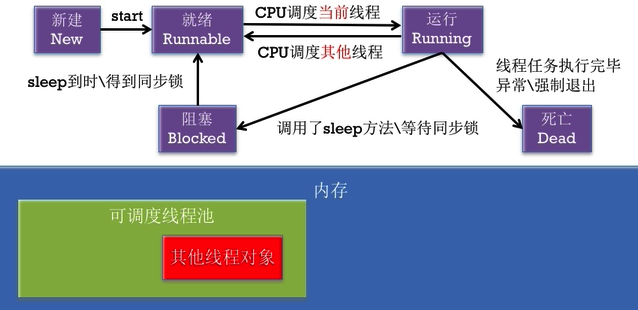 新建
New
start
就绪
Runnable
CPU调度当前线程
CPU调度其他线程
运行
Running
sleep到时\得到同步锁
线程任务执行完毕
异常\强制退出
阻塞
Blocked
调用了sleep方法\等待同步锁
死亡
Dead
内存
可调度线程池
其他线程对象